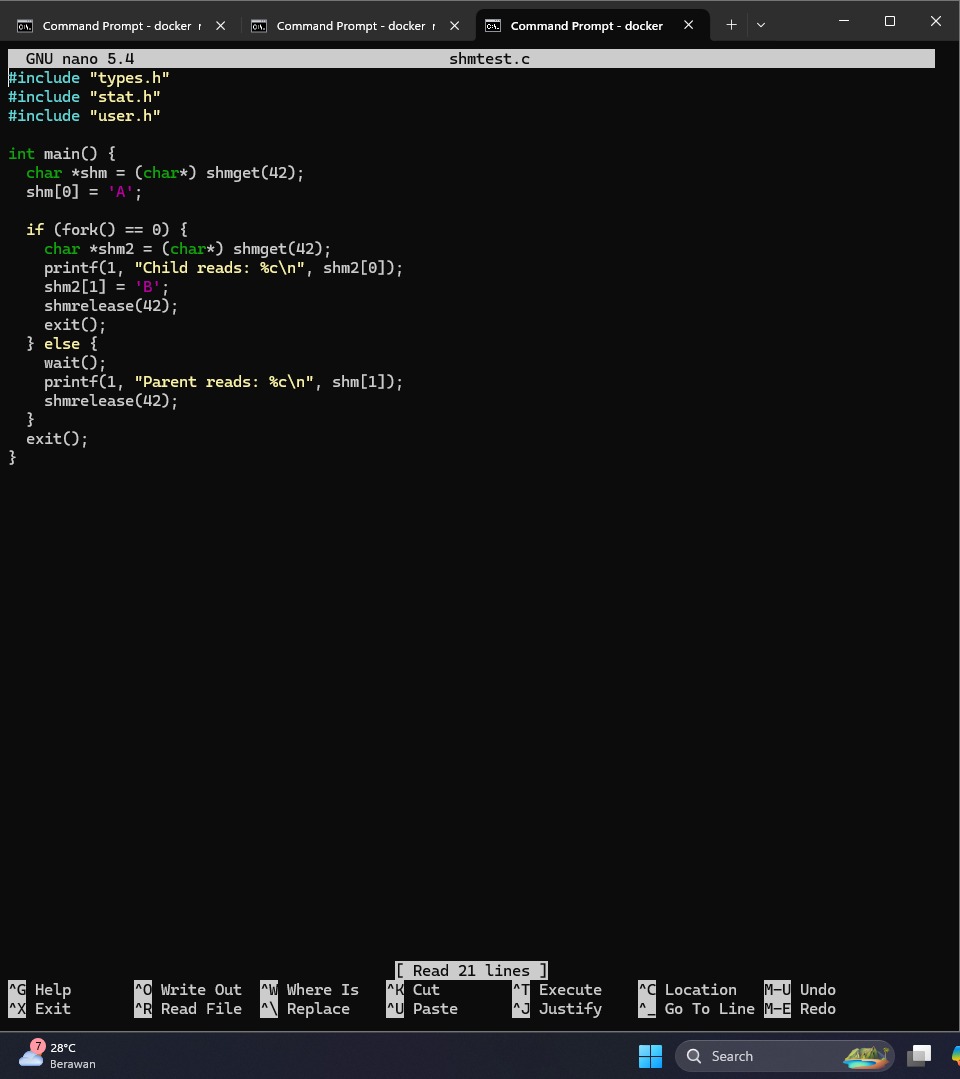 Command Prompt - docker r
Command Prompt - docker r
Command Prompt - docker
GNU nano 5.4 shmtest.c
#include "types.h"
#include "stat.h"
#include "user.h"

int main() {
  char *shm = (char*) shmget(42);
  shm[0] = 'A';

  if (fork() == 0) {
    char *shm2 = (char*) shmget(42);
    printf(1, "Child reads: %c\n", shm2[0]);
    shm2[1] = 'B';
    shmrelease(42);
    exit();
  } else {
    wait();
    printf(1, "Parent reads: %c\n", shm[1]);
    shmrelease(42);
  }
  exit();
}
[ Read 21 lines ]
^G Help ^O Write Out ^W Where Is ^K Cut ^T Execute ^C Location M-U Undo
^X Exit ^R Read File ^\ Replace ^U Paste ^J Justify ^_ Go To Line M-E Redo
7
28°C
Berawan
Search